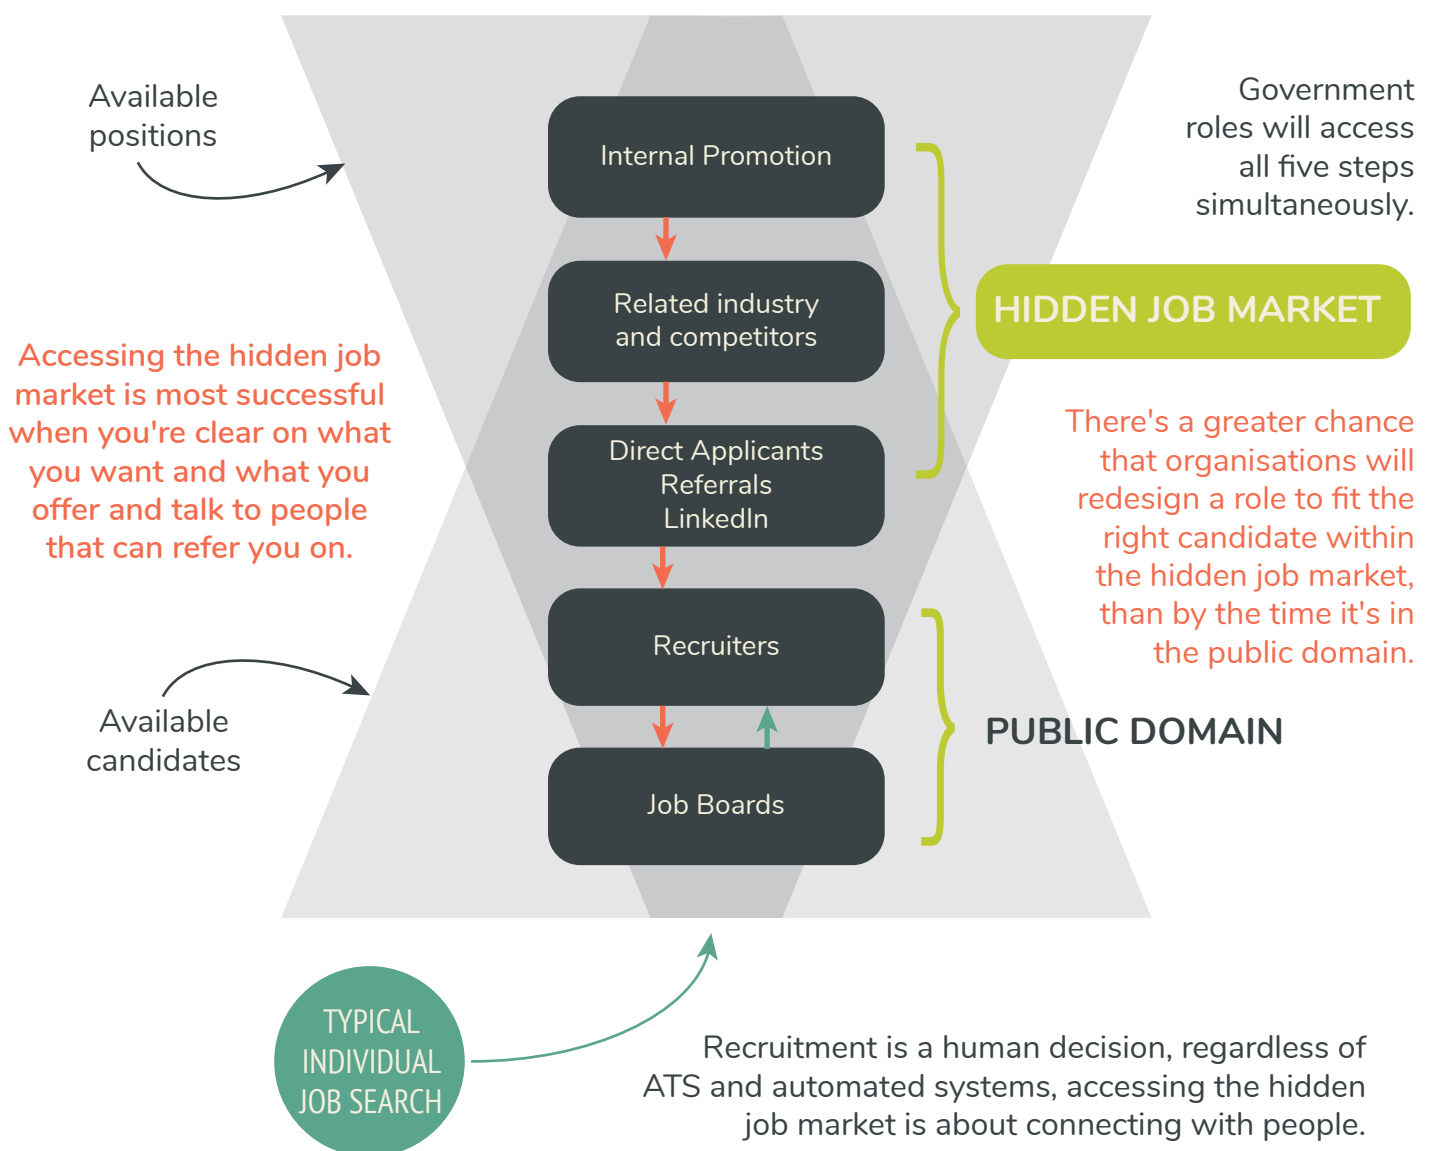 Available
positions
Internal Promotion
Government
roles will access
all five steps
simultaneously.
Related industry
and competitors
HIDDEN JOB MARKET
Accessing the hidden job
market is most successful
when you're clear on what
you want and what you
offer and talk to people
that can refer you on.
Direct Applicants
Referrals
LinkedIn
There's a greater chance
that organisations will
redesign a role to fit the
right candidate within
the hidden job market,
than by the time it's in
the public domain.
Recruiters
Available
candidates
PUBLIC DOMAIN
Job Boards
TYPICAL
INDIVIDUAL
JOB SEARCH
Recruitment is a human decision, regardless of
ATS and automated systems, accessing the hidden
job market is about connecting with people.